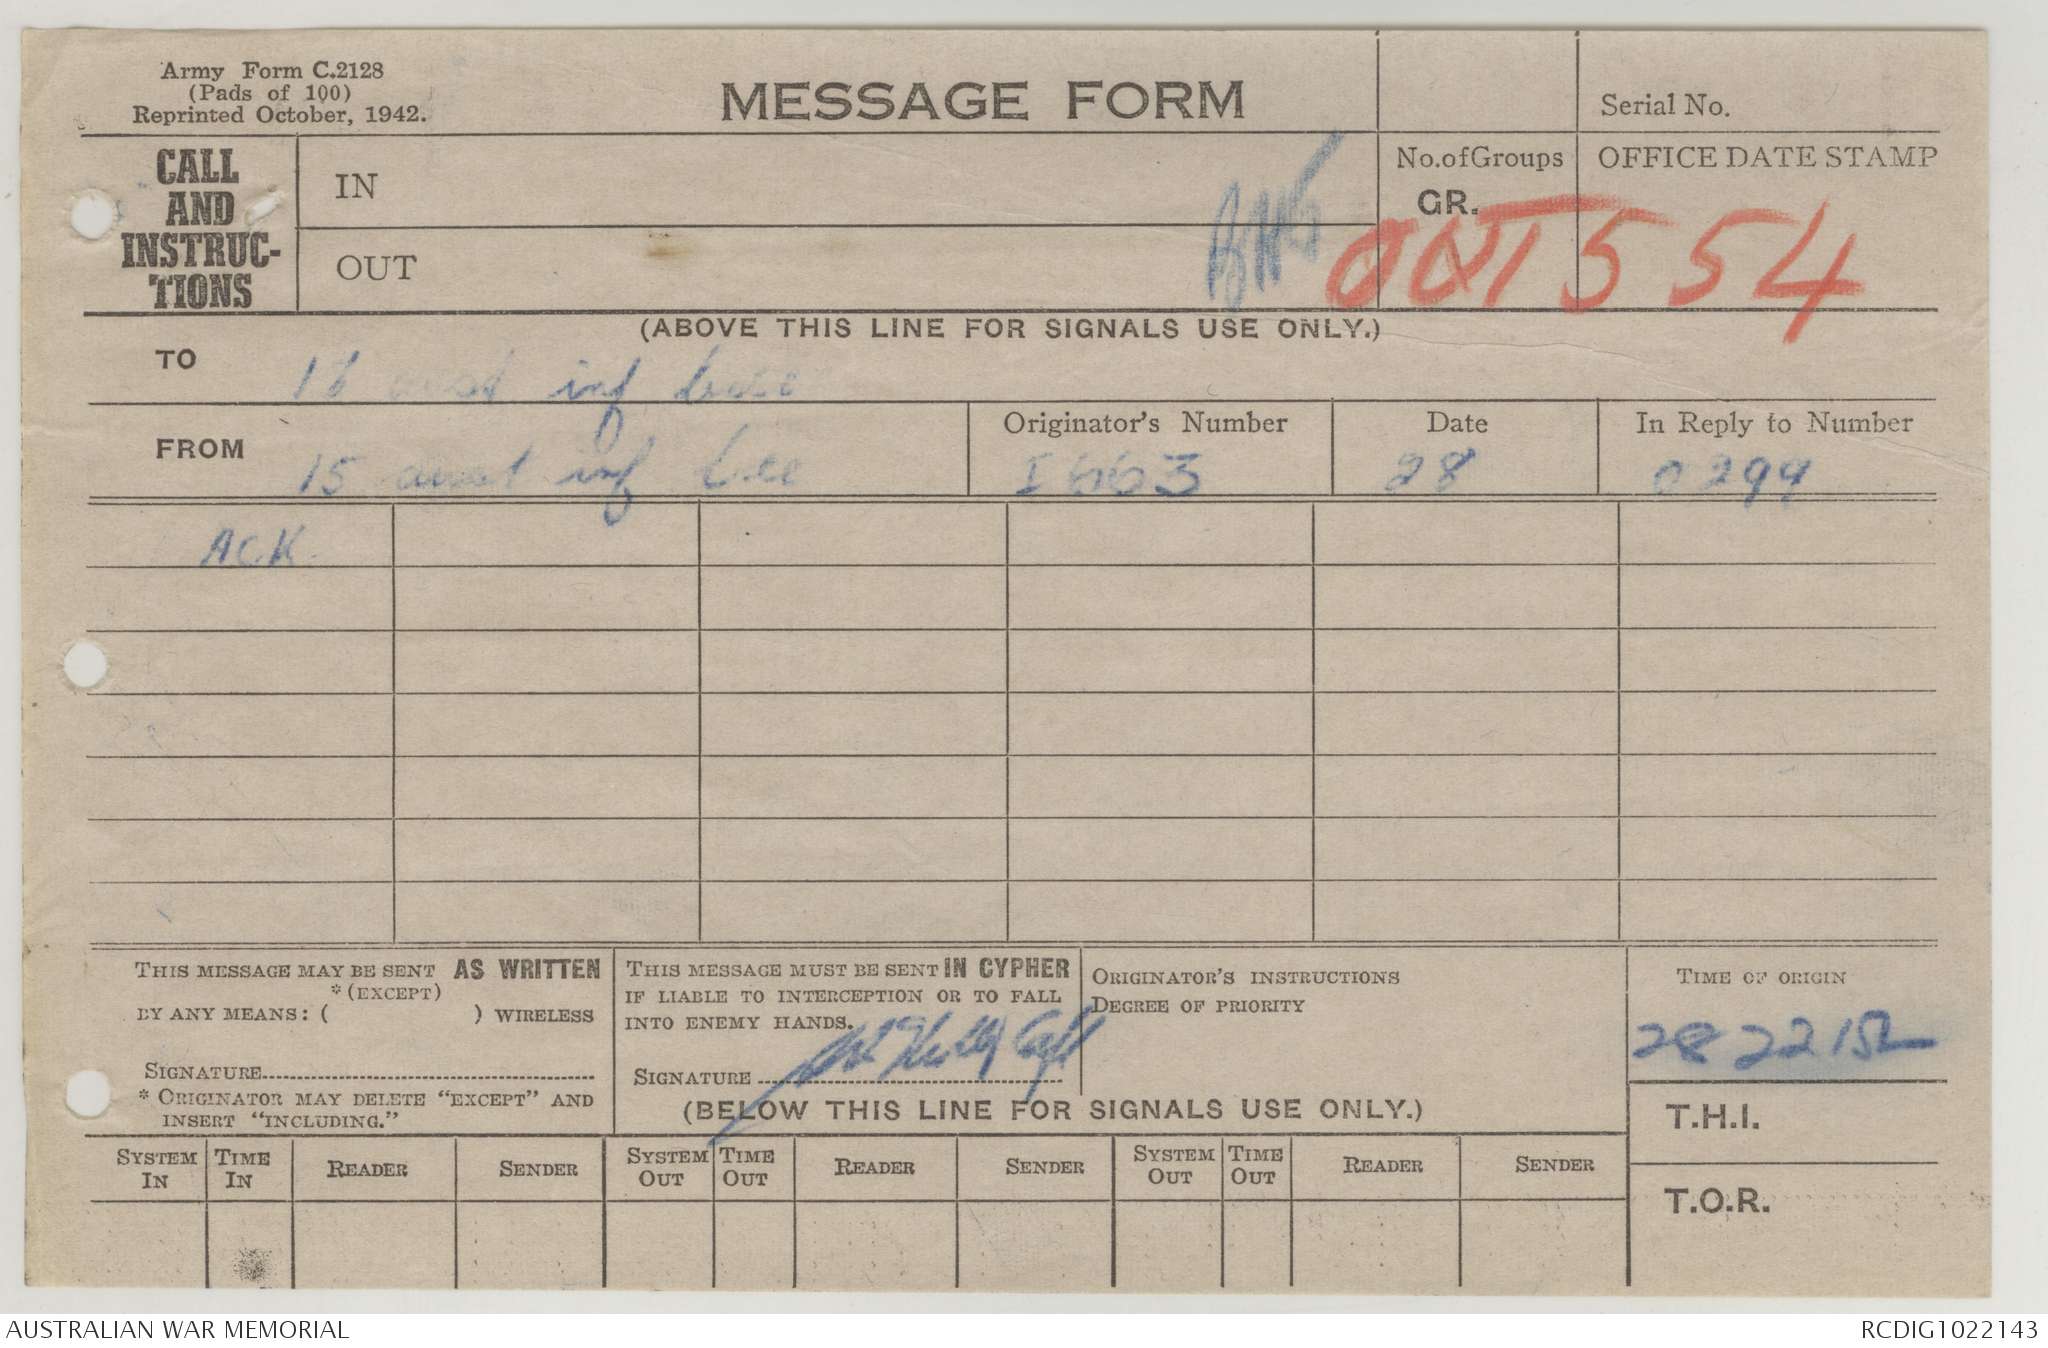 Army Form C.2128
(Pads of 100)
Reprinted October, 1942.
MESSAGE FORM
Serial No.
CALL AND INSTRUC-TIONS
IN
OUT
No. of Groups
GR.
OFFICE DATE STAMP
OUT 554
(ABOVE THIS LINE FOR SIGNALS USE ONLY.)
TO
aust inf
FROM
15 aust inf
Originator's Number
I663
Date
28
In Reply to Number
0299
ACK
THIS MESSAGE MAY BE SENT AS WRITTEN
*(EXCEPT)
BY ANY MEANS: ( ) WIRELESS
SIGNATURE
* ORIGINATOR MAY DELETE "EXCEPT" AND
INSERT "INCLUDING."
THIS MESSAGE MUST BE SENT IN CYPHER
IF LIABLE TO INTERCEPTION OR TO FALL
INTO ENEMY HANDS.
SIGNATURE
ORIGINATOR'S INSTRUCTIONS
DEGREE OF PRIORITY
TIME OF ORIGIN
28 2215
(BELOW THIS LINE FOR SIGNALS USE ONLY.)
T.H.I.
T.O.R.
SYSTEM IN
TIME IN
READER
SENDER
SYSTEM OUT
TIME OUT
READER
SENDER
SYSTEM OUT
TIME OUT
READER
SENDER
AUSTRALIAN WAR MEMORIAL
RCDIG1022143